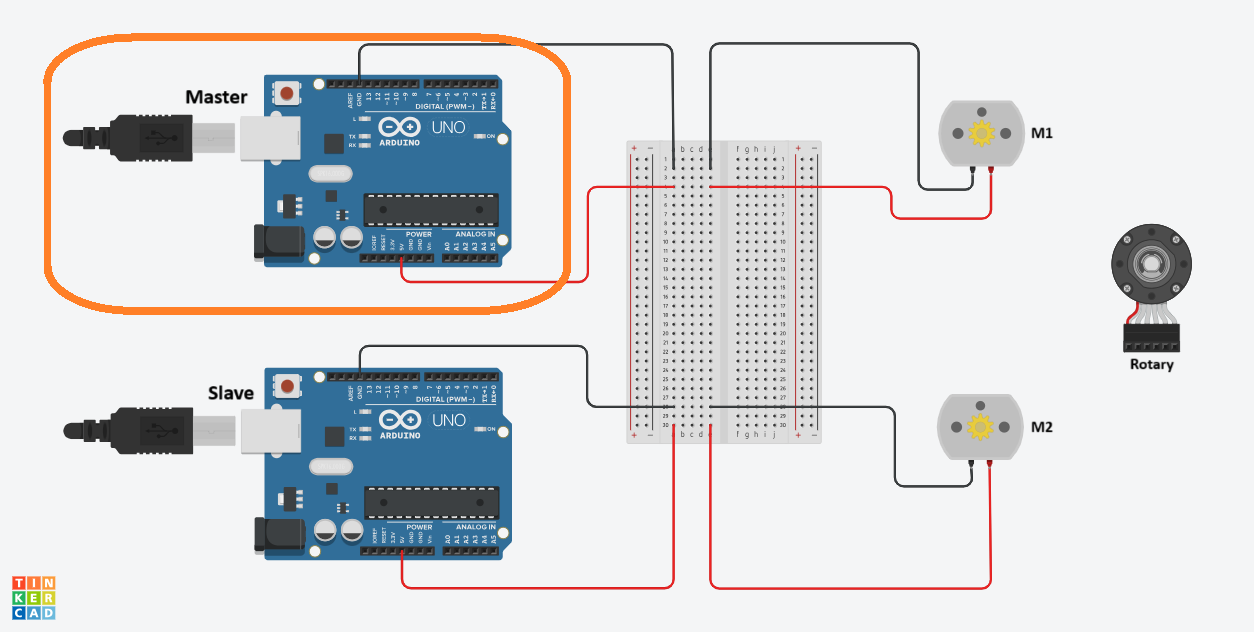 Master
AREF
GND
13
12
~11
~10
~9
8
7
~6
~5
4
~3
2
TX→1
RX←0
DIGITAL (PWM~)
L
TX
RX
UNO
ON
ARDUINO
POWER
ANALOG IN
IOREF
RESET
3.3V
5V
GND
GND
Vin
A0
A1
A2
A3
A4
A5
M1
Rotary
Slave
AREF
GND
13
12
~11
~10
~9
8
7
~6
~5
4
~3
2
TX→1
RX←0
DIGITAL (PWM~)
L
TX
RX
UNO
ON
ARDUINO
POWER
ANALOG IN
IOREF
RESET
3.3V
5V
GND
GND
Vin
A0
A1
A2
A3
A4
A5
M2
TIN
KER
CAD